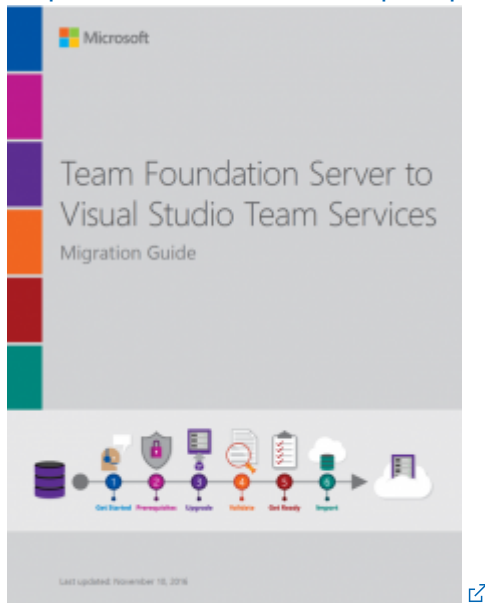 Microsoft
Team Foundation Server to
Visual Studio Team Services
Migration Guide
1 2 3 4 5 6
Get Started Prerequisites Upgrade Validate Get Ready Import
Last updated: November 18, 2016